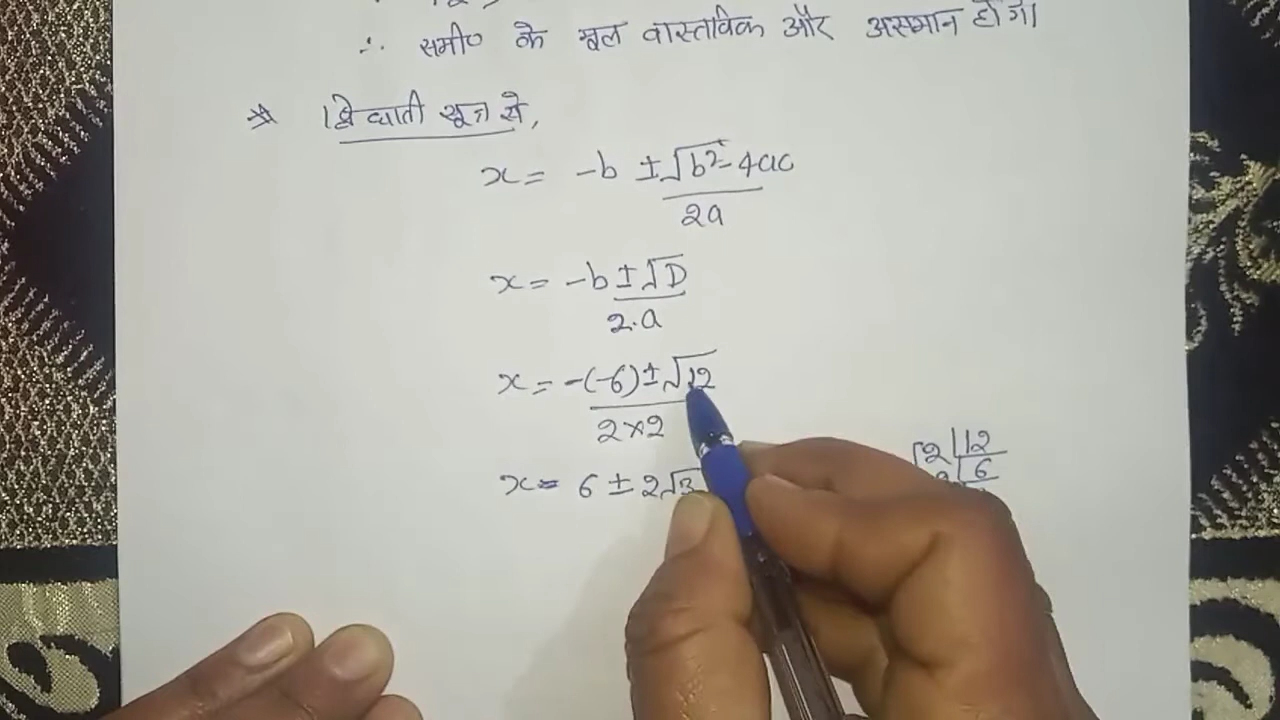 ∴ समी० के मूल वास्तविक और असमान होंगे।
* द्विघाती सूत्र से,
x = -b ±√b²-4ac
2a
x = -b ± √D
2.a
x = -(-6) ± √12
2×2
x = 6 ± 2√3
2 12
6